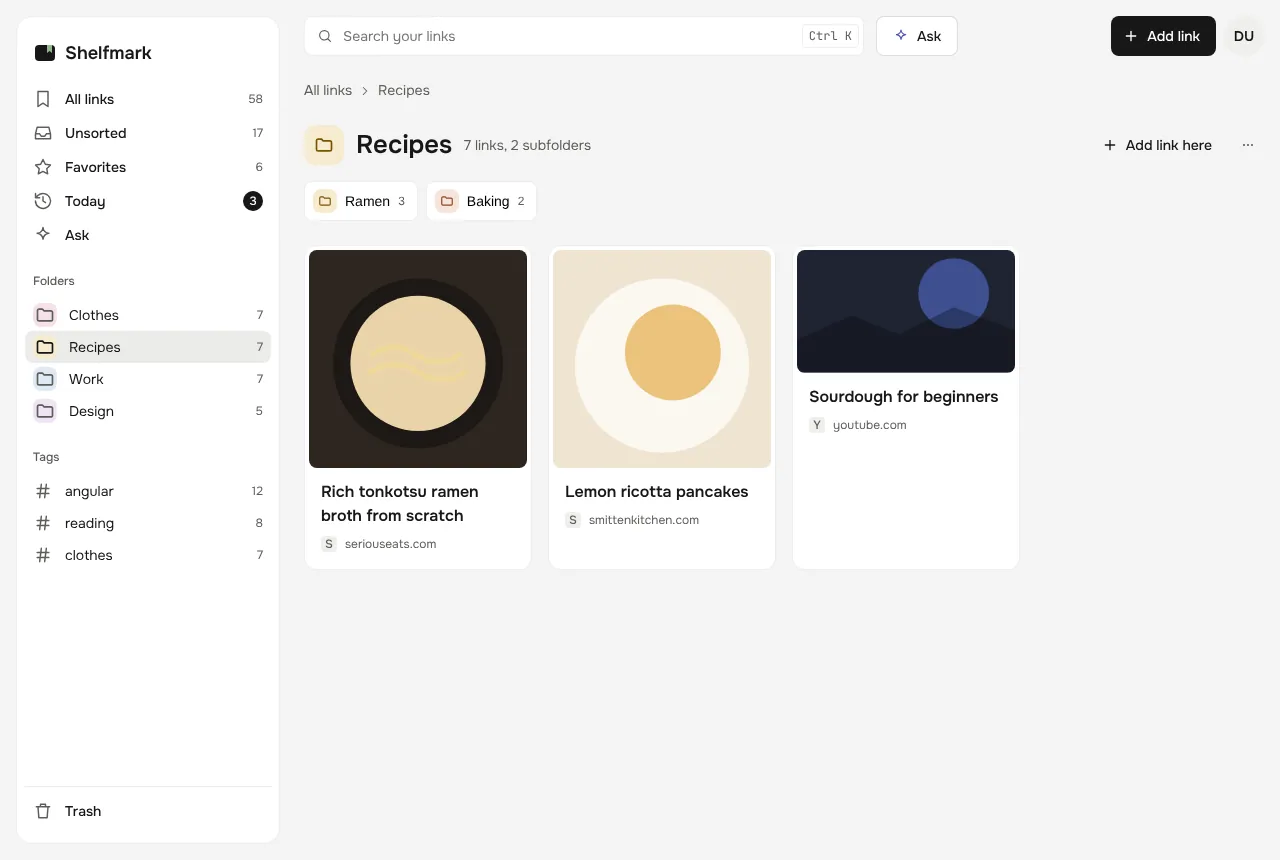 Shelfmark
All links 58
Unsorted 17
Favorites 6
Today 3
Ask
Folders
Clothes 7
Recipes 7
Work 7
Design 5
Tags
angular 12
reading 8
clothes 7
Trash
Search your links Ctrl K
Ask
Add link
DU
All links > Recipes
Recipes 7 links, 2 subfolders
Add link here
Ramen 3
Baking 2
Rich tonkotsu ramen
broth from scratch
S seriouseats.com
Lemon ricotta pancakes
S smittenkitchen.com
Sourdough for beginners
Y youtube.com